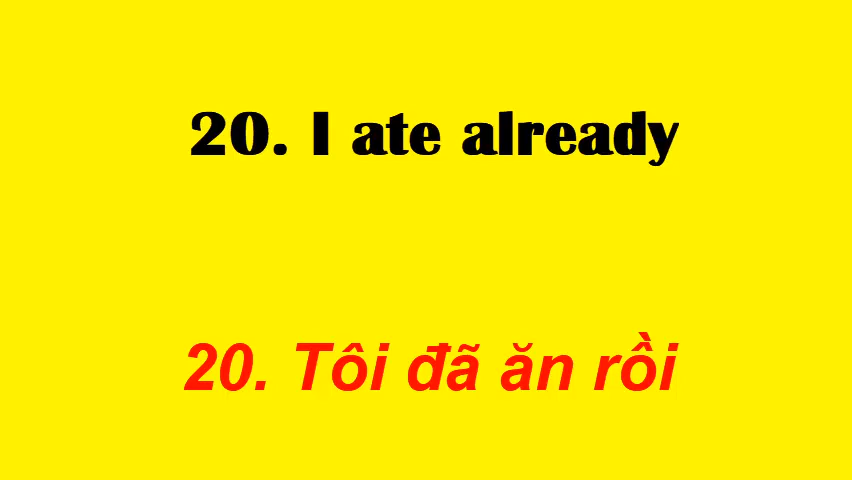 20. I ate already
20. Tôi đã ăn rồi